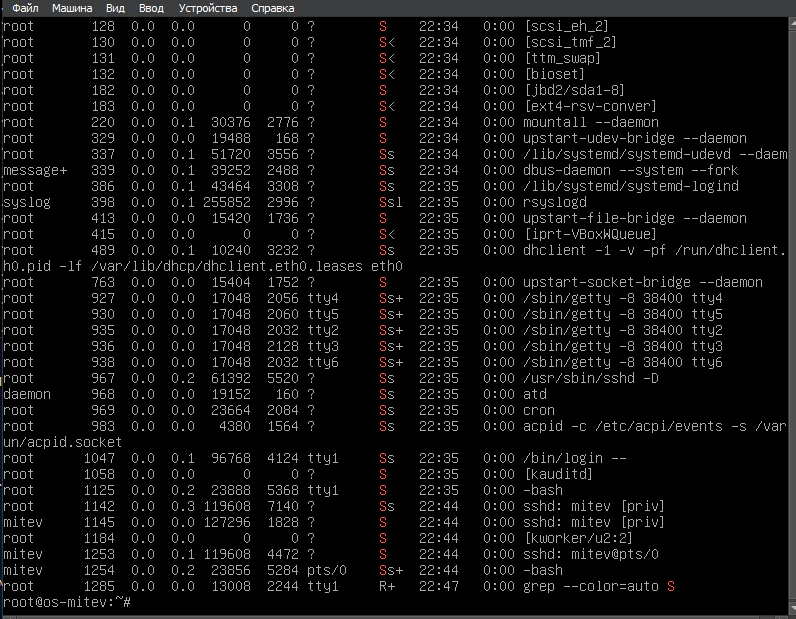 Файл Машина Вид Ввод Устройства Справка
root 128 0.0 0.0 0 0 ? S 22:34 0:00 [scsi_eh_2]
root 130 0.0 0.0 0 0 ? S< 22:34 0:00 [scsi_tmf_2]
root 131 0.0 0.0 0 0 ? S< 22:34 0:00 [ttm_swap]
root 132 0.0 0.0 0 0 ? S< 22:34 0:00 [bioset]
root 182 0.0 0.0 0 0 ? S 22:34 0:00 [jbd2/sda1-8]
root 183 0.0 0.0 0 0 ? S< 22:34 0:00 [ext4-rsv-conver]
root 220 0.0 0.1 30376 2776 ? S 22:34 0:00 mountall --daemon
root 329 0.0 0.0 19488 168 ? S 22:34 0:00 upstart-udev-bridge --daemon
root 337 0.0 0.1 51720 3556 ? Ss 22:34 0:00 /lib/systemd/systemd-udevd --daem
message+ 339 0.0 0.1 39252 2488 ? Ss 22:34 0:00 dbus-daemon --system --fork
root 386 0.0 0.1 43464 3308 ? Ss 22:35 0:00 /lib/systemd/systemd-logind
syslog 398 0.0 0.1 255852 2996 ? Ssl 22:35 0:00 rsyslogd
root 413 0.0 0.0 15420 1736 ? S 22:35 0:00 upstart-file-bridge --daemon
root 415 0.0 0.0 0 0 ? S< 22:35 0:00 [iprt-VBoxWQueue]
root 489 0.0 0.1 10240 3232 ? Ss 22:35 0:00 dhclient -1 -v -pf /run/dhclient.
h0.pid -lf /var/lib/dhcp/dhclient.eth0.leases eth0
root 763 0.0 0.0 15404 1752 ? S 22:35 0:00 upstart-socket-bridge --daemon
root 927 0.0 0.0 17048 2056 tty4 Ss+ 22:35 0:00 /sbin/getty -8 38400 tty4
root 930 0.0 0.0 17048 2060 tty5 Ss+ 22:35 0:00 /sbin/getty -8 38400 tty5
root 935 0.0 0.0 17048 2032 tty2 Ss+ 22:35 0:00 /sbin/getty -8 38400 tty2
root 936 0.0 0.0 17048 2128 tty3 Ss+ 22:35 0:00 /sbin/getty -8 38400 tty3
root 938 0.0 0.0 17048 2032 tty6 Ss+ 22:35 0:00 /sbin/getty -8 38400 tty6
root 967 0.0 0.2 61392 5520 ? Ss 22:35 0:00 /usr/sbin/sshd -D
daemon 968 0.0 0.0 19152 160 ? Ss 22:35 0:00 atd
root 969 0.0 0.0 23664 2084 ? Ss 22:35 0:00 cron
root 983 0.0 0.0 4380 1564 ? Ss 22:35 0:00 acpid -c /etc/acpi/events -s /var
un/acpid.socket
root 1047 0.0 0.1 96768 4124 tty1 Ss 22:35 0:00 /bin/login --
root 1058 0.0 0.0 0 0 ? S 22:35 0:00 [kauditd]
root 1125 0.0 0.2 23888 5368 tty1 S 22:35 0:00 -bash
root 1142 0.0 0.3 119608 7140 ? Ss 22:44 0:00 sshd: mitev [priv]
mitev 1145 0.0 0.0 127296 1828 ? S 22:44 0:00 sshd: mitev [priv]
root 1184 0.0 0.0 0 0 ? S 22:44 0:00 [kworker/u2:2]
mitev 1253 0.0 0.1 119608 4472 ? S 22:44 0:00 sshd: mitev@pts/0
mitev 1254 0.0 0.2 23856 5284 pts/0 Ss+ 22:44 0:00 -bash
root 1285 0.0 0.0 13008 2244 tty1 R+ 22:47 0:00 grep --color=auto S
root@os-mitev:~#